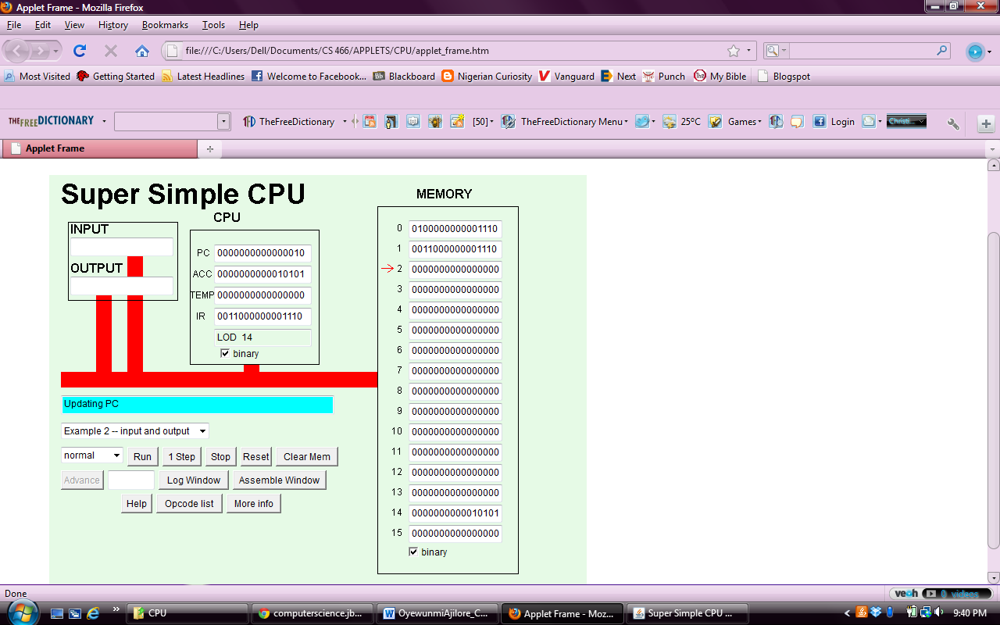 Applet Frame - Mozilla Firefox
File Edit View History Bookmarks Tools Help
file:///C:/Users/Dell/Documents/CS 466/APPLETS/CPU/applet_frame.htm
Most Visited Getting Started Latest Headlines Welcome to Facebook... Blackboard Nigerian Curiosity Vanguard Next Punch My Bible Blogspot
THEFREEDICTIONARY TheFreeDictionary [50] TheFreeDictionary Menu 25°C Games Login Christi...
Applet Frame
Super Simple CPU
MEMORY
CPU
INPUT
OUTPUT
PC 0000000000000010
ACC 0000000000010101
TEMP 0000000000000000
IR 0011000000001110
LOD 14
binary
0 0100000000001110
1 0011000000001110
2 0000000000000000
3 0000000000000000
4 0000000000000000
5 0000000000000000
6 0000000000000000
7 0000000000000000
8 0000000000000000
9 0000000000000000
10 0000000000000000
11 0000000000000000
12 0000000000000000
13 0000000000000000
14 0000000000010101
15 0000000000000000
binary
Updating PC
Example 2 -- input and output
normal Run 1 Step Stop Reset Clear Mem
Advance Log Window Assemble Window
Help Opcode list More info
Done
veoh 0 videos
CPU computerscience.jb... OyewunmiAjilore_C... Applet Frame - Moz... Super Simple CPU ... 9:40 PM